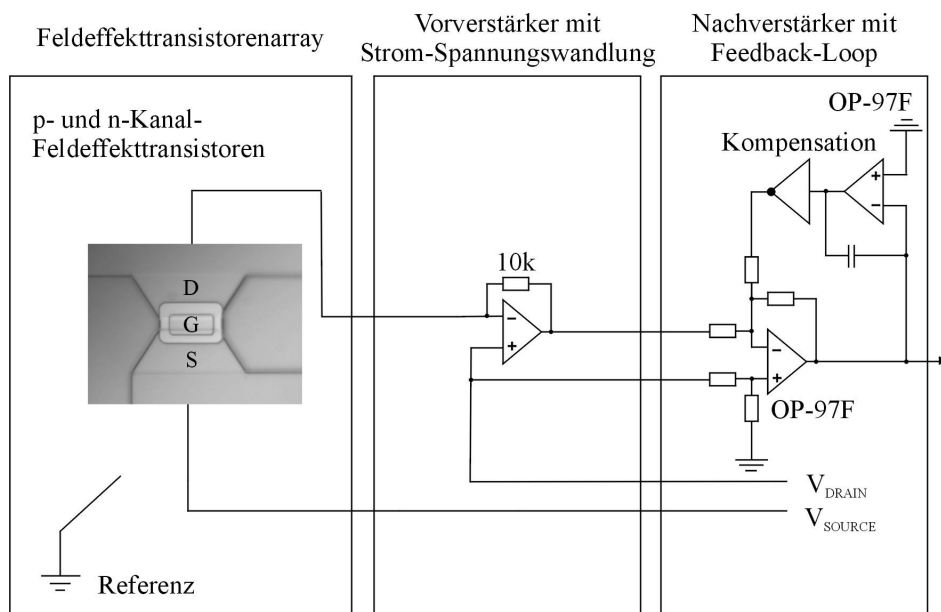 Feldeffekttransistorenarray
Vorverstärker mit
Strom-Spannungswandlung
Nachverstärker mit
Feedback-Loop
p- und n-Kanal-
Feldeffekttransistoren
D
G
S
Referenz
10k
−
+
OP-97F
Kompensation
+
−
−
+
OP-97F
V_DRAIN
V_SOURCE